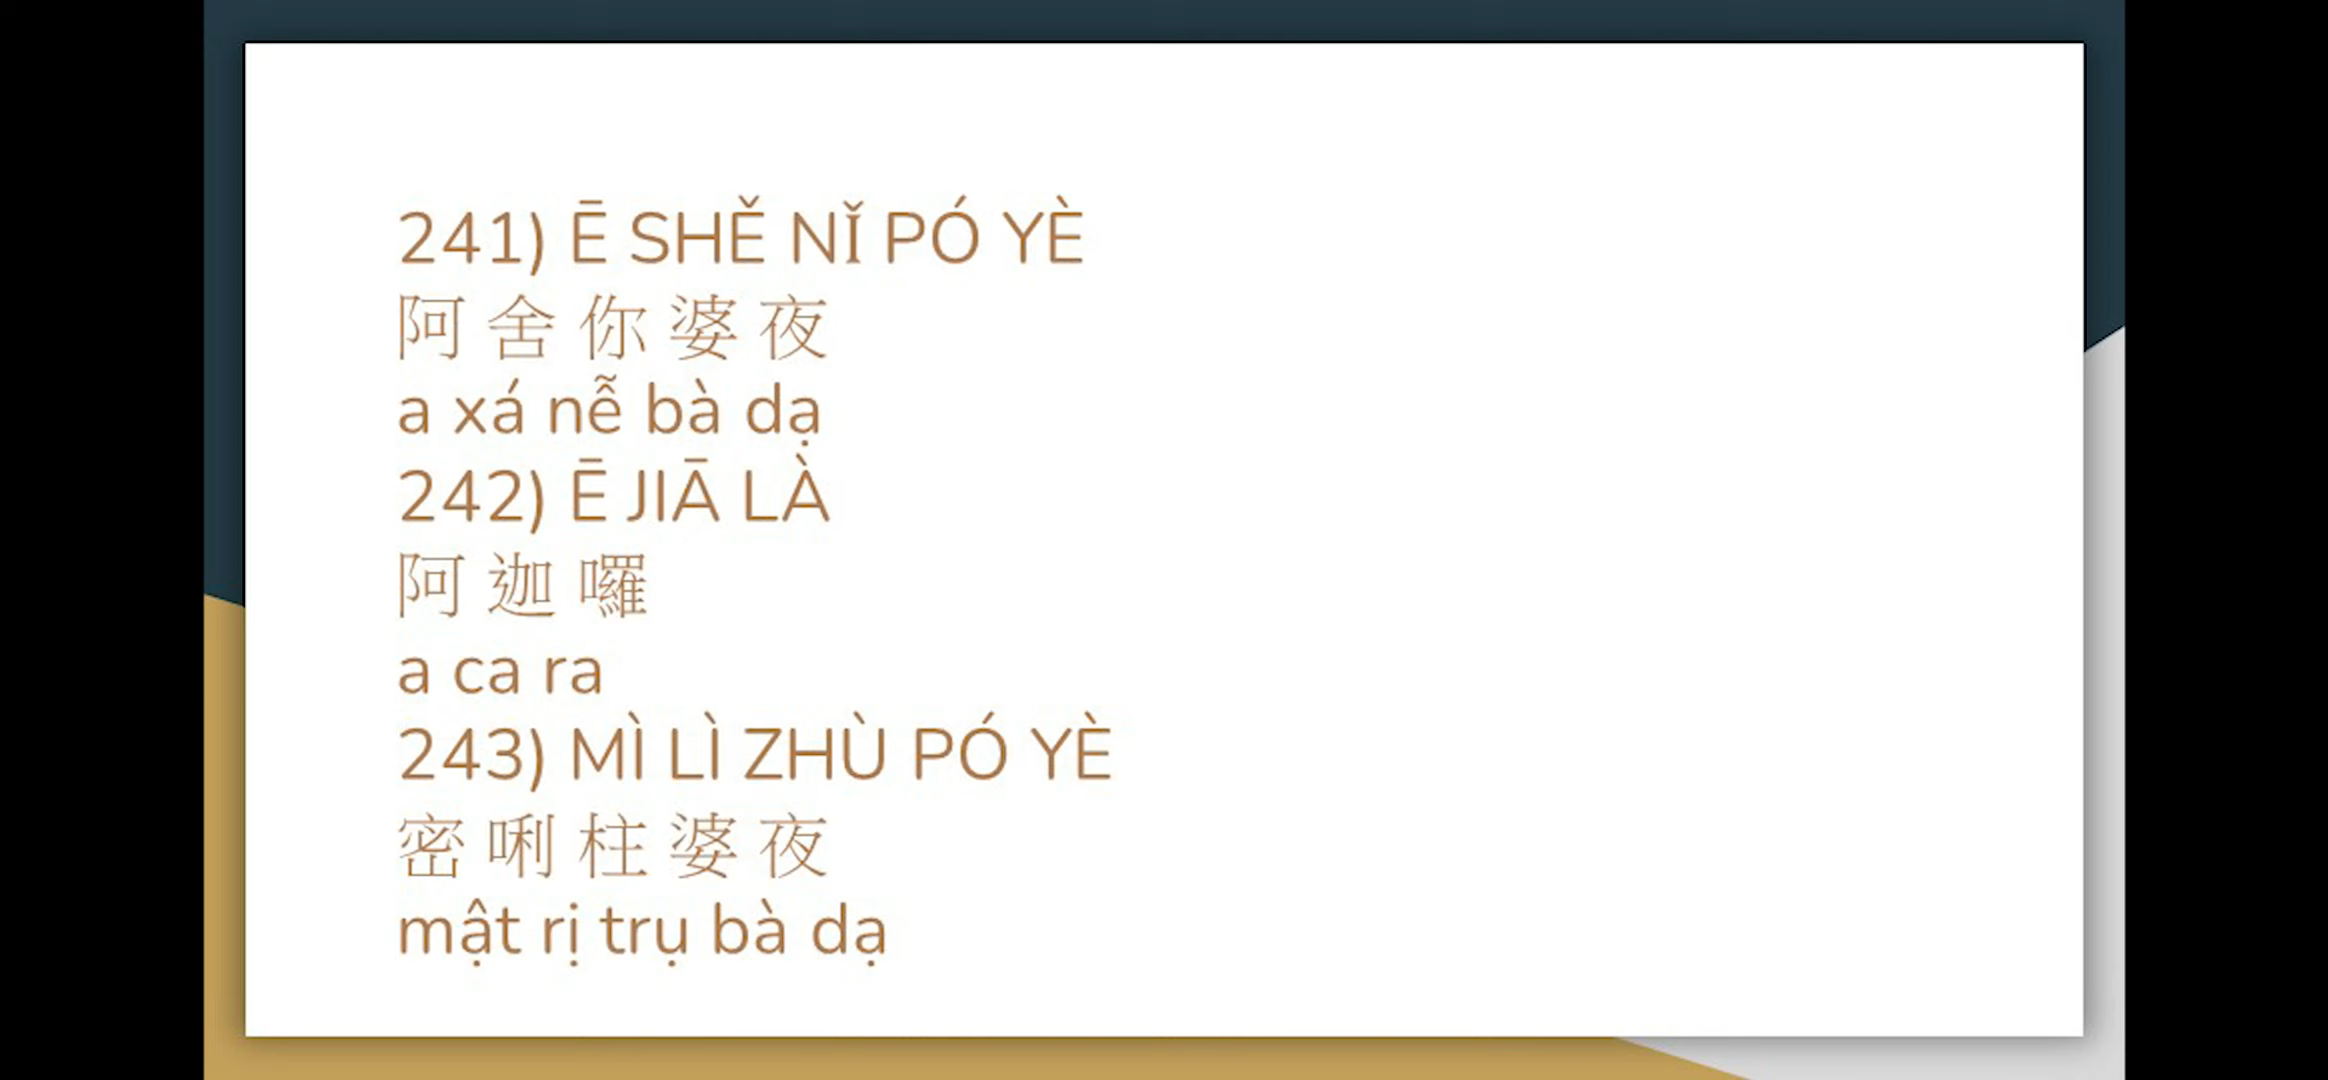 241) Ē SHĚ NǏ PÓ YÈ
阿 舍 你 婆 夜
a xá nễ bà dạ
242) Ē JIĀ LÀ
阿 迦 囉
a ca ra
243) MÌ LÌ ZHÙ PÓ YÈ
密 唎 柱 婆 夜
mật rị trụ bà dạ